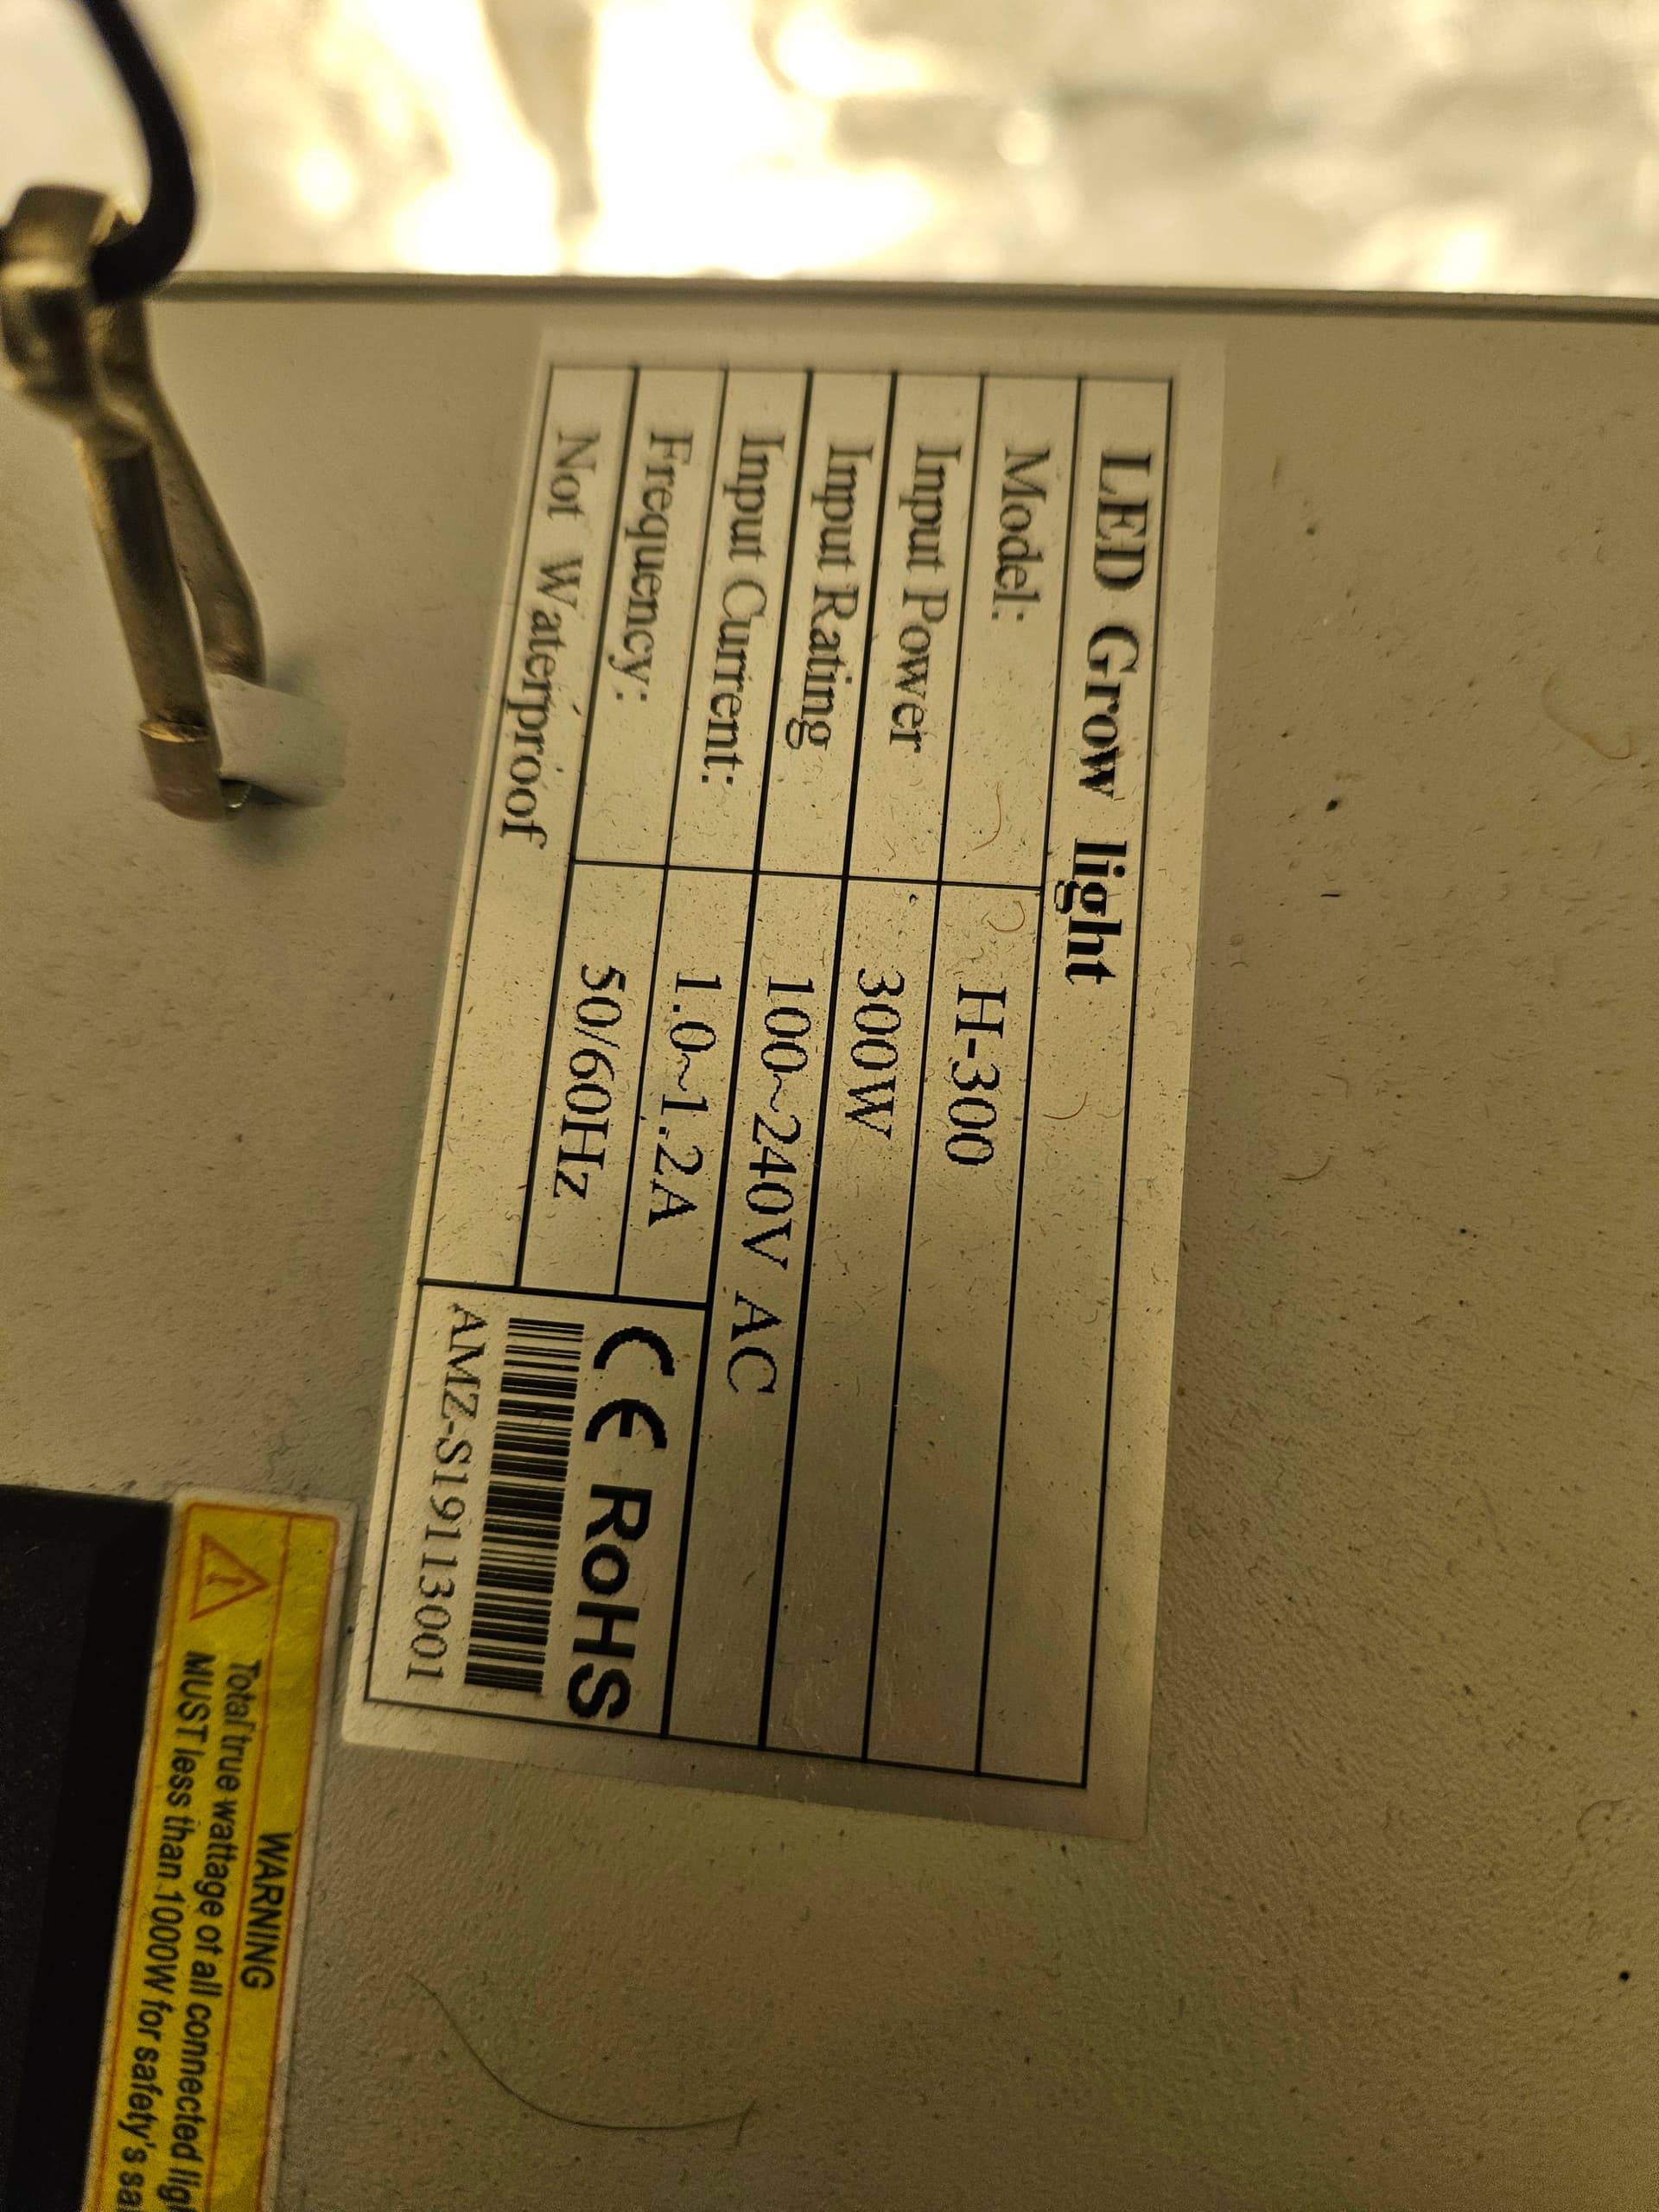 LED Grow light
Model: H-300
Input Power 300W
Input Rating 100~240V AC
Input Current: 1.0~1.2A
Frequency: 50/60Hz
Not Waterproof
CE RoHS
AMZ-S19113001
WARNING
Total true wattage of all connected
MUST less than 1000W for safety's